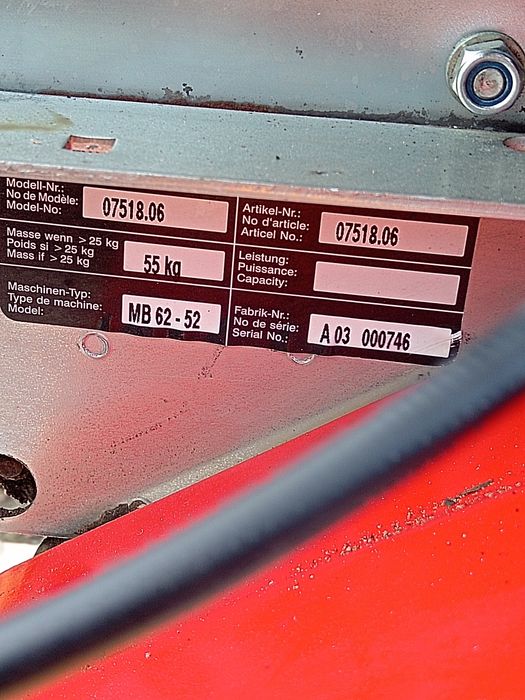 Modell-Nr.:
No de Modèle:
Model-No:
07518.06
Artikel-Nr.:
No d'article:
Articel No.:
07518.06
Masse wenn > 25 kg
Poids si > 25 kg
Mass if > 25 kg
55 kg
Leistung:
Puissance:
Capacity:
Maschinen-Typ:
Type de machine:
Model:
MB 62 - 52
Fabrik-Nr.:
No de série:
Serial No.:
A 03 000746